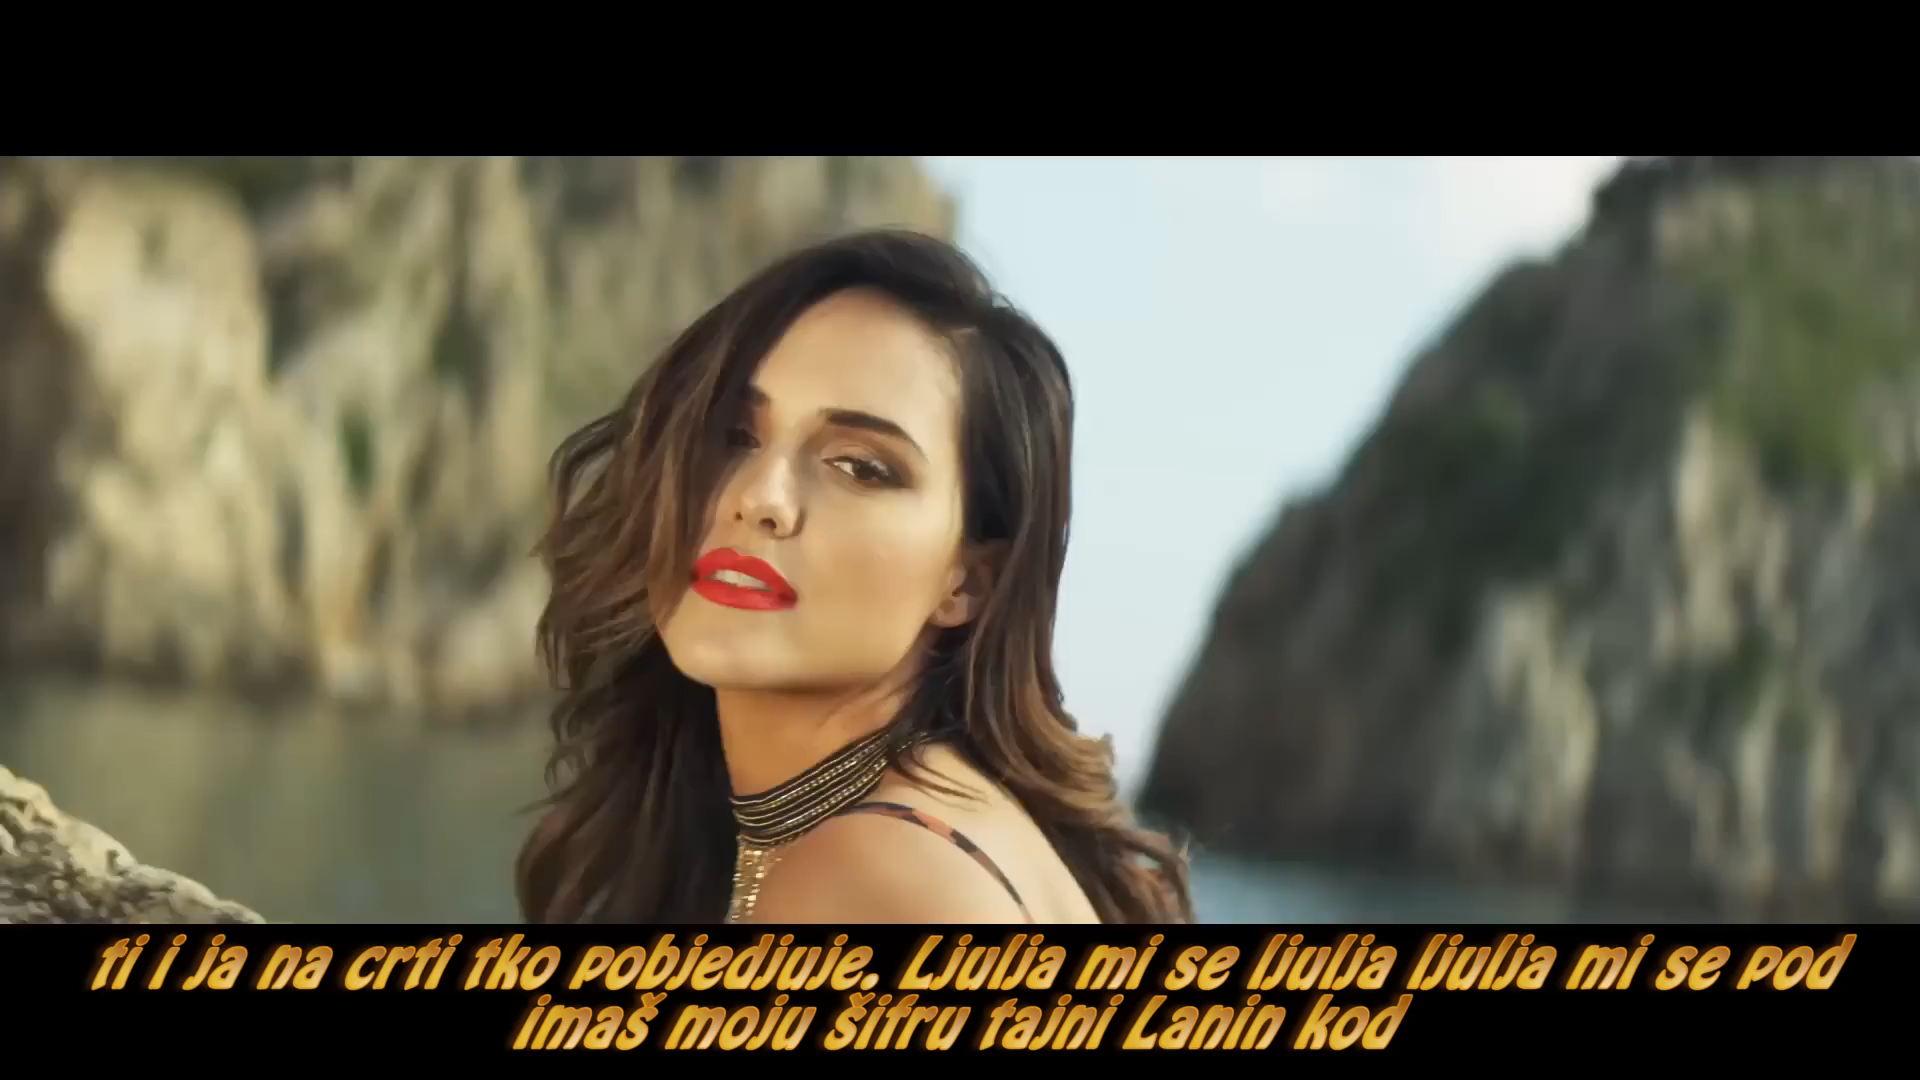 ti i ja na crti tko pobjedjuje. Ljulja mi se ljulja ljulja mi se pod
imaš moju šifru tajni Lanin kod